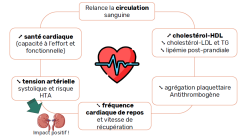 Relance la circulation
sanguine
↗ santé cardiaque
(capacité à l'effort et
fonctionnelle)
↗ cholestérol-HDL
↘ cholestérol-LDL et TG
↘ lipémie post-prandiale
↘ tension artérielle
systolique et risque
HTA
↘ agrégation plaquettaire
Antithrombogène
↘ fréquence
cardiaque de repos
et vitesse de
récupération
Impact positif !